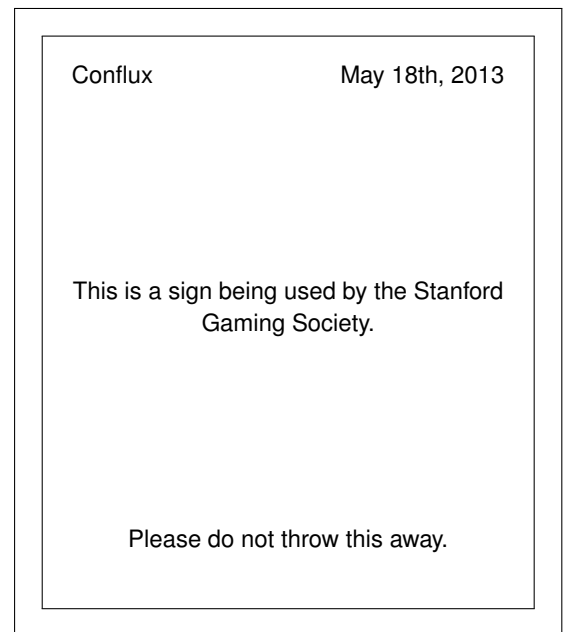 Conflux May 18th, 2013
This is a sign being used by the Stanford
Gaming Society.
Please do not throw this away.